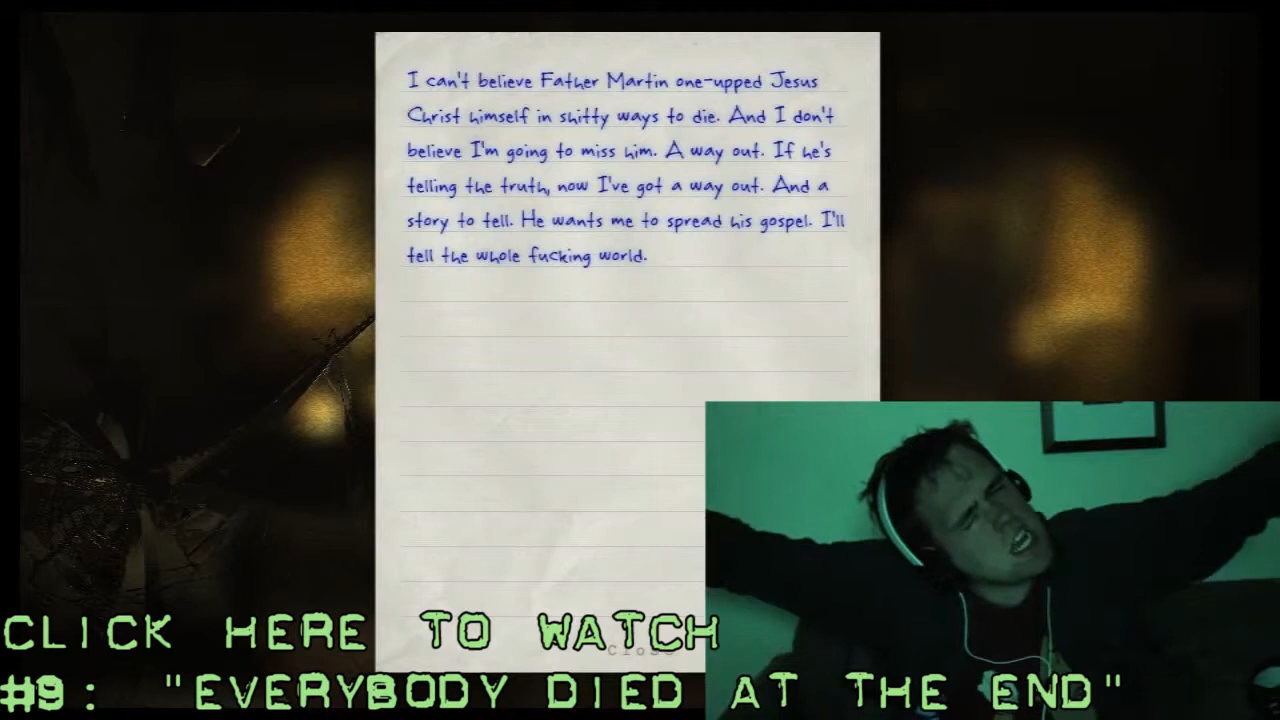 I can't believe Father Martin one-upped Jesus
Christ himself in shitty ways to die. And I don't
believe I'm going to miss him. A way out. If he's
telling the truth, now I've got a way out. And a
story to tell. He wants me to spread his gospel. I'll
tell the whole fucking world.
Close
CLICK HERE TO WATCH
#9: "EVERYBODY DIED AT THE END"